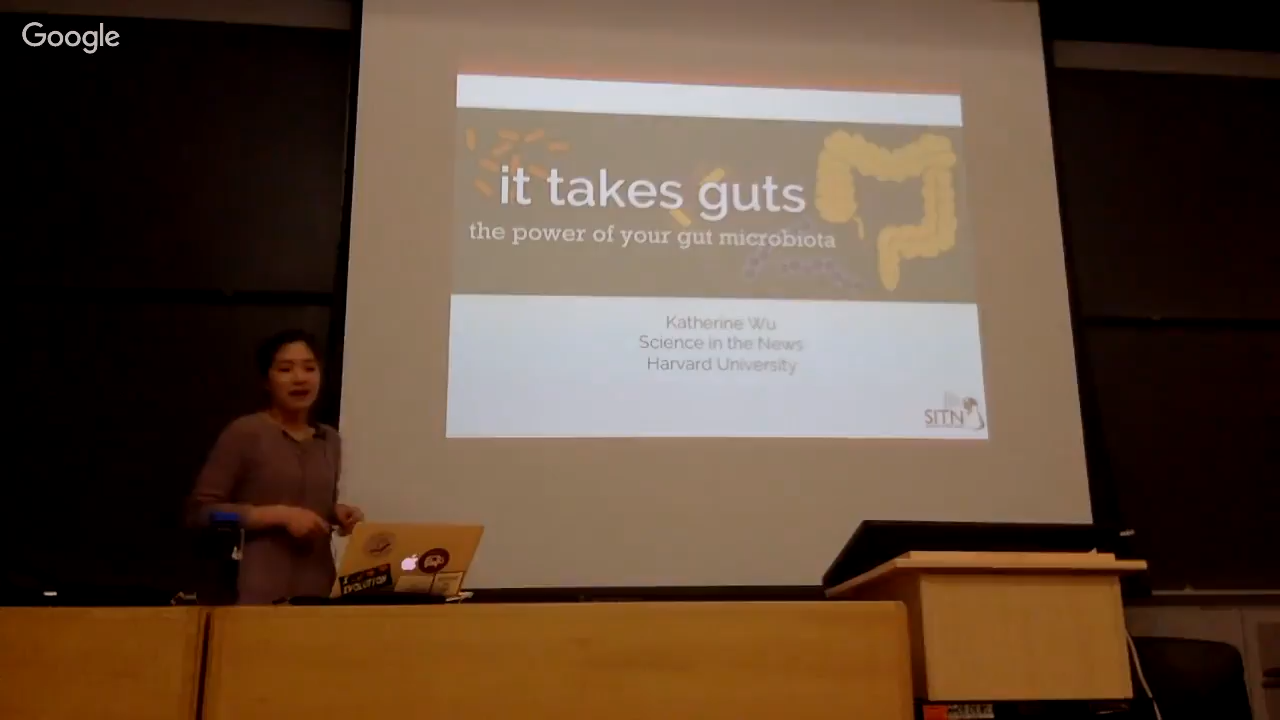 Google
it takes guts
the power of your gut microbiota
Katherine Wu
Science in the News
Harvard University
SITN
EVOLUTION